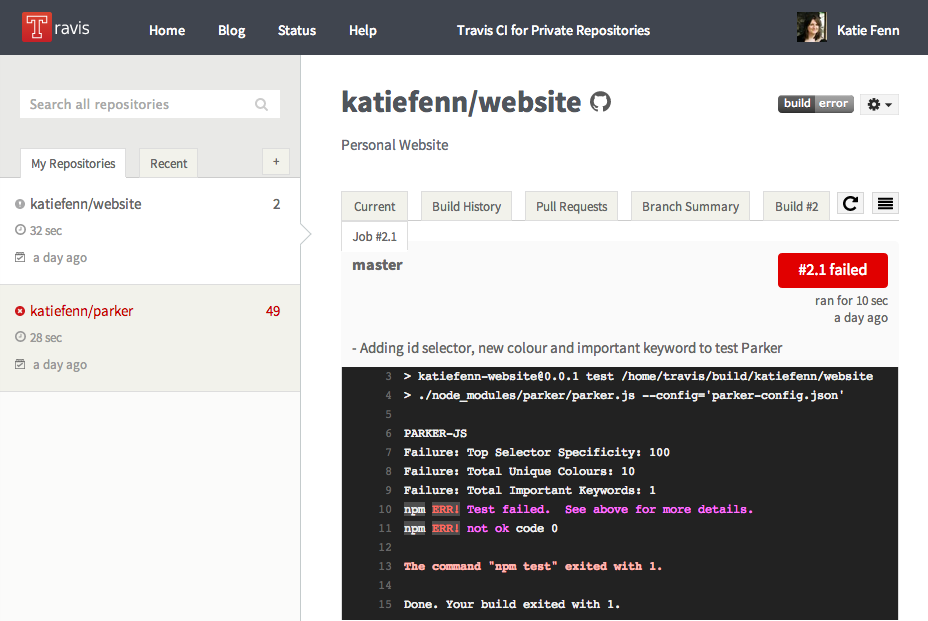 Travis
Home Blog Status Help Travis CI for Private Repositories Katie Fenn
Search all repositories
My Repositories Recent +
katiefenn/website 2
32 sec
a day ago
katiefenn/parker 49
28 sec
a day ago
katiefenn/website build error
Personal Website
Current Build History Pull Requests Branch Summary Build #2
Job #2.1
master #2.1 failed
ran for 10 sec
a day ago
- Adding id selector, new colour and important keyword to test Parker
3 > katiefenn-website@0.0.1 test /home/travis/build/katiefenn/website
4 > ./node_modules/parker/parker.js --config='parker-config.json'
5
6 PARKER-JS
7 Failure: Top Selector Specificity: 100
8 Failure: Total Unique Colours: 10
9 Failure: Total Important Keywords: 1
10 npm ERR! Test failed.  See above for more details.
11 npm ERR! not ok code 0
12
13 The command "npm test" exited with 1.
14
15 Done. Your build exited with 1.